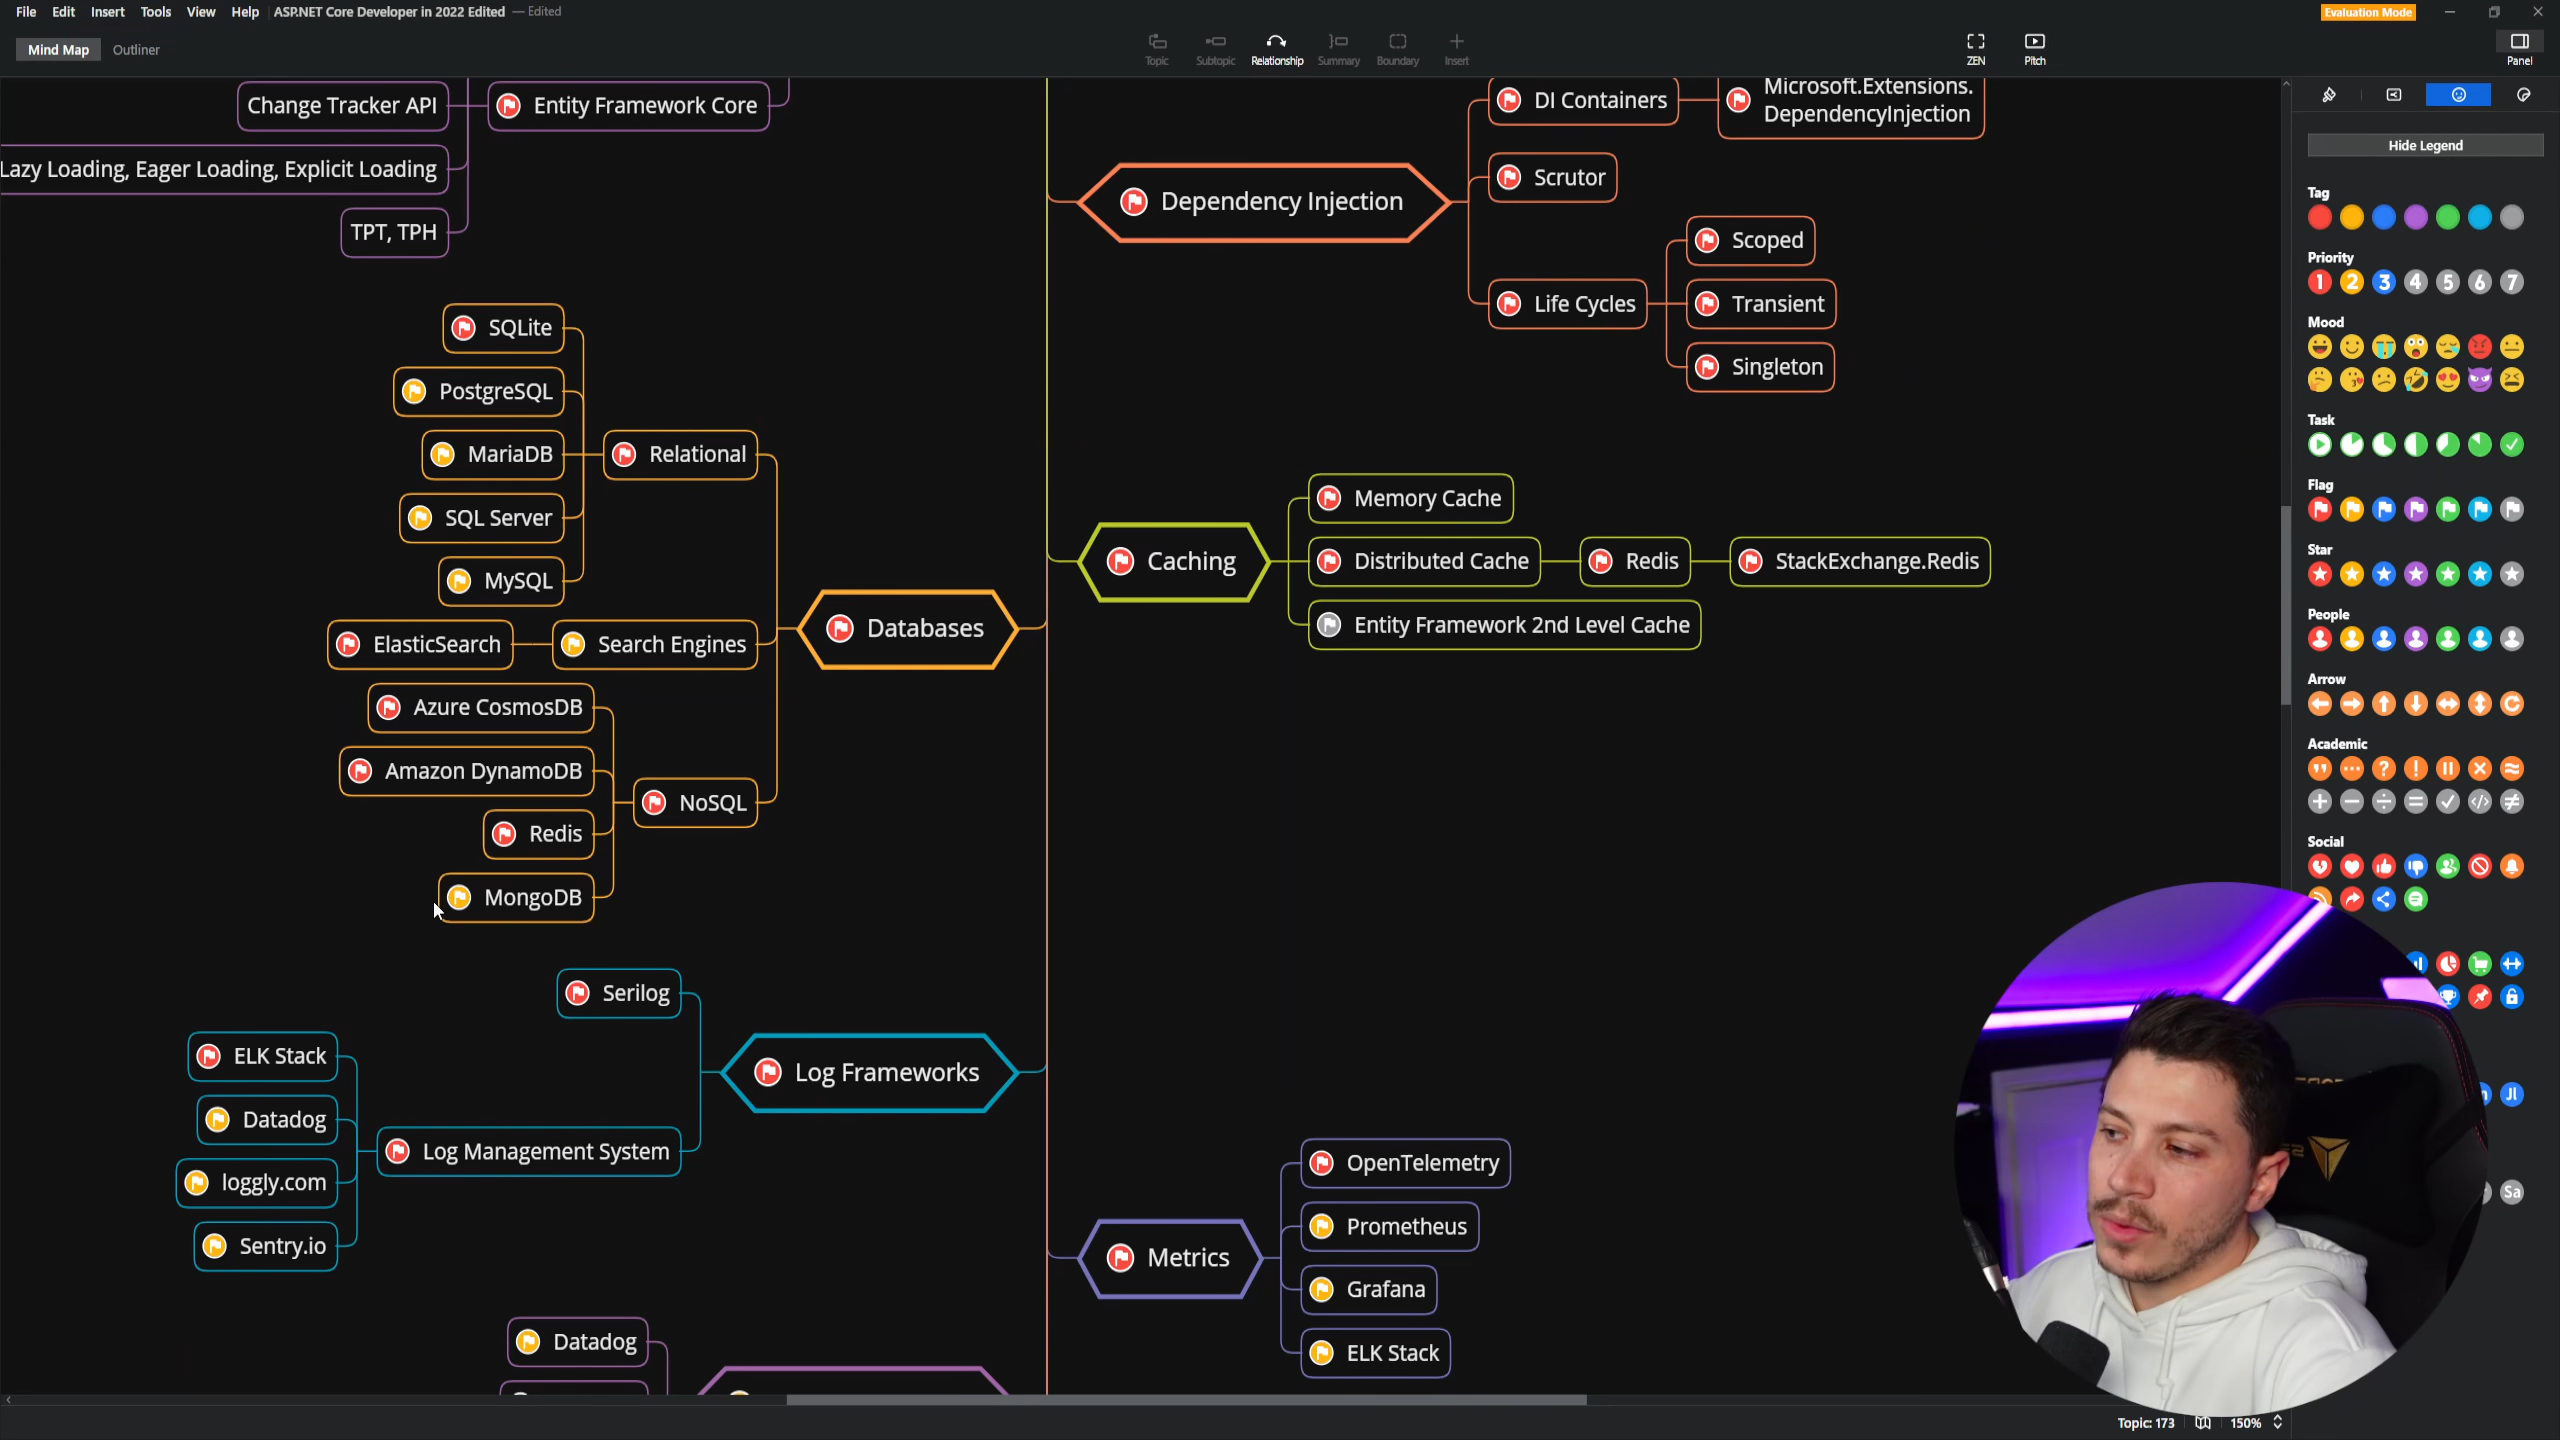 File Edit Insert Tools View Help ASP.NET Core Developer in 2022 Edited — Edited
Evaluation Mode
Mind Map Outliner
Topic Subtopic Relationship Summary Boundary Insert
ZEN Pitch
Panel
Change Tracker API
Entity Framework Core
Lazy Loading, Eager Loading, Explicit Loading
TPT, TPH
DI Containers
Microsoft.Extensions.
DependencyInjection
Dependency Injection
Scrutor
Life Cycles
Scoped
Transient
Singleton
SQLite
PostgreSQL
MariaDB
SQL Server
MySQL
Relational
ElasticSearch
Search Engines
Databases
Azure CosmosDB
Amazon DynamoDB
Redis
MongoDB
NoSQL
Caching
Memory Cache
Distributed Cache
Redis
StackExchange.Redis
Entity Framework 2nd Level Cache
Serilog
Log Frameworks
ELK Stack
Datadog
loggly.com
Sentry.io
Log Management System
Metrics
OpenTelemetry
Prometheus
Grafana
ELK Stack
Datadog
Hide Legend
Tag
Priority
1 2 3 4 5 6 7
Mood
Task
Flag
Star
People
Arrow
Academic
Social
Jl
Sa
Topic: 173
150%